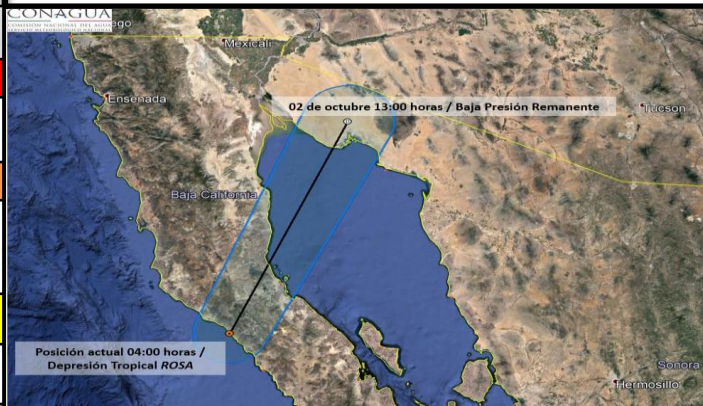 CONAGUA
COMISIÓN NACIONAL DEL AGUA
SERVICIO METEOROLÓGICO NACIONAL
ego
Mexicali
Ensenada
02 de octubre 13:00 horas / Baja Presión Remanente
Tucson
Baja California
Posición actual 04:00 horas /
Depresión Tropical ROSA
Sonora
Hermosillo